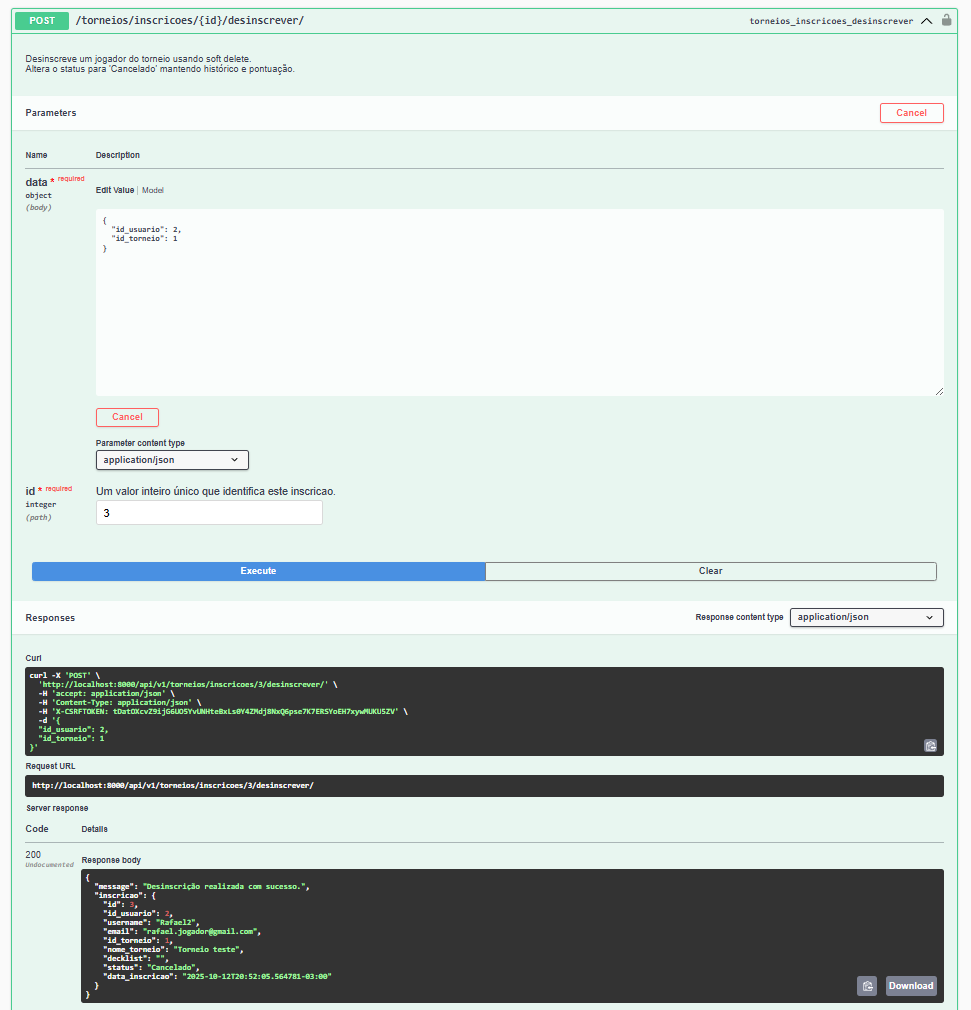 POST /torneios/inscricoes/{id}/desinscrever/ torneios_inscricoes_desinscrever
Desinscreve um jogador do torneio usando soft delete.
Altera o status para 'Cancelado' mantendo histórico e pontuação.
Parameters Cancel
Name Description
data * required
object
(body)
Edit Value | Model
{
  "id_usuario": 2,
  "id_torneio": 1
}
Cancel
Parameter content type
application/json
id * required
integer
(path)
Um valor inteiro único que identifica este inscricao.
3
Execute Clear
Responses Response content type application/json
Curl
curl -X 'POST' \
  'http://localhost:8000/api/v1/torneios/inscricoes/3/desinscrever/' \
  -H 'accept: application/json' \
  -H 'Content-Type: application/json' \
  -H 'X-CSRFTOKEN: \
  -d '{
  "id_usuario": 2,
  "id_torneio": 1
}'
Request URL
http://localhost:8000/api/v1/torneios/inscricoes/3/desinscrever/
Server response
Code Details
200
Undocumented
Response body
{
  "message": "Desinscrição realizada com sucesso.",
  "inscricao": {
    "id": 3,
    "id_usuario": 2,
    "username": "Rafael2",
    "email": "rafael.jogador@gmail.com",
    "id_torneio": 1,
    "nome_torneio": "Torneio teste",
    "decklist": "",
    "status": "Cancelado",
    "data_inscricao": "2025-10-12T20:52:05.564781-03:00"
  }
}
Download